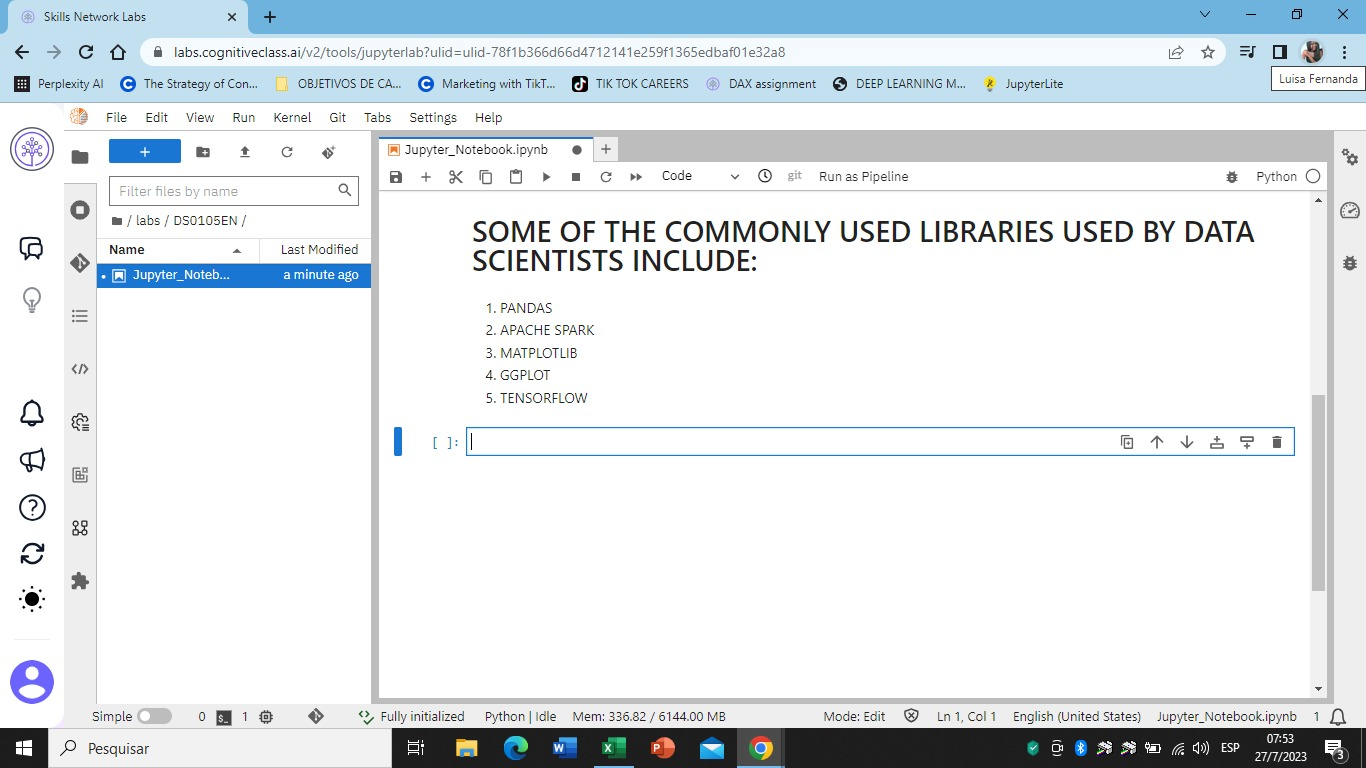 Skills Network Labs
labs.cognitiveclass.ai/v2/tools/jupyterlab?ulid=ulid-78f1b366d66d4712141e259f1365edbaf01e32a8
Perplexity AI The Strategy of Con... OBJETIVOS DE CA... Marketing with TikT... TIK TOK CAREERS DAX assignment DEEP LEARNING M... JupyterLite
Luisa Fernanda
File Edit View Run Kernel Git Tabs Settings Help
Jupyter_Notebook.ipynb
Code git Run as Pipeline Python
Filter files by name
/ labs / DS0105EN /
Name Last Modified
Jupyter_Noteb... a minute ago
SOME OF THE COMMONLY USED LIBRARIES USED BY DATA
SCIENTISTS INCLUDE:
1. PANDAS
2. APACHE SPARK
3. MATPLOTLIB
4. GGPLOT
5. TENSORFLOW
[ ]:
Simple 0 1 Fully initialized Python | Idle Mem: 336.82 / 6144.00 MB Mode: Edit Ln 1, Col 1 English (United States) Jupyter_Notebook.ipynb 1
Pesquisar
ESP
07:53
27/7/2023
3